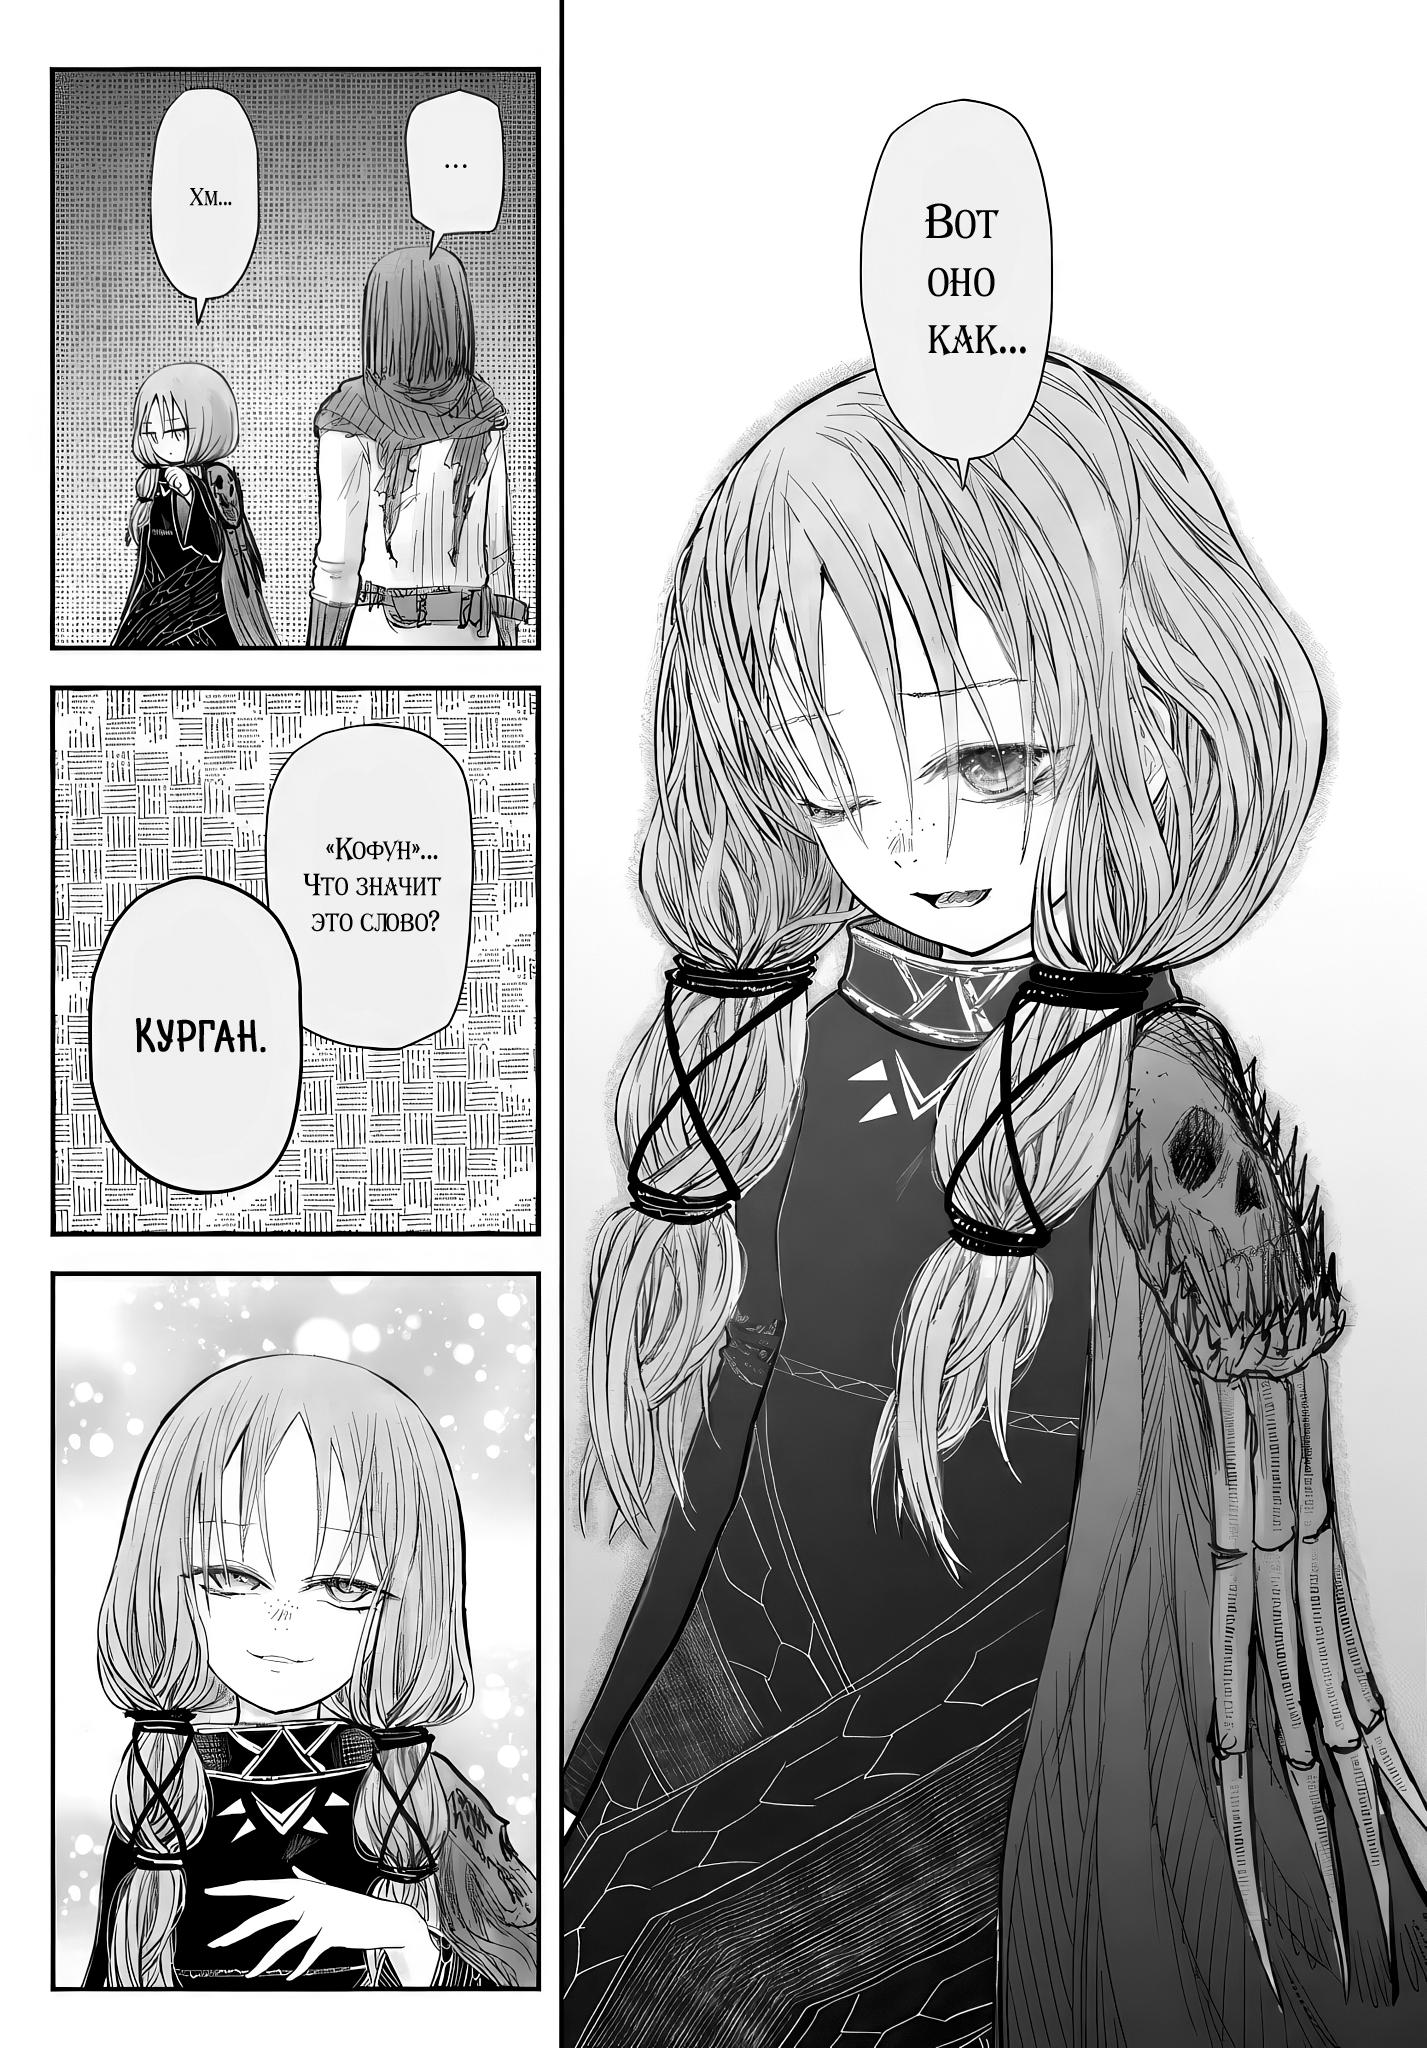 Вот
оно
как...
...
Хм...
«Кофун»...
Что значит
это слово?
КУРГАН.